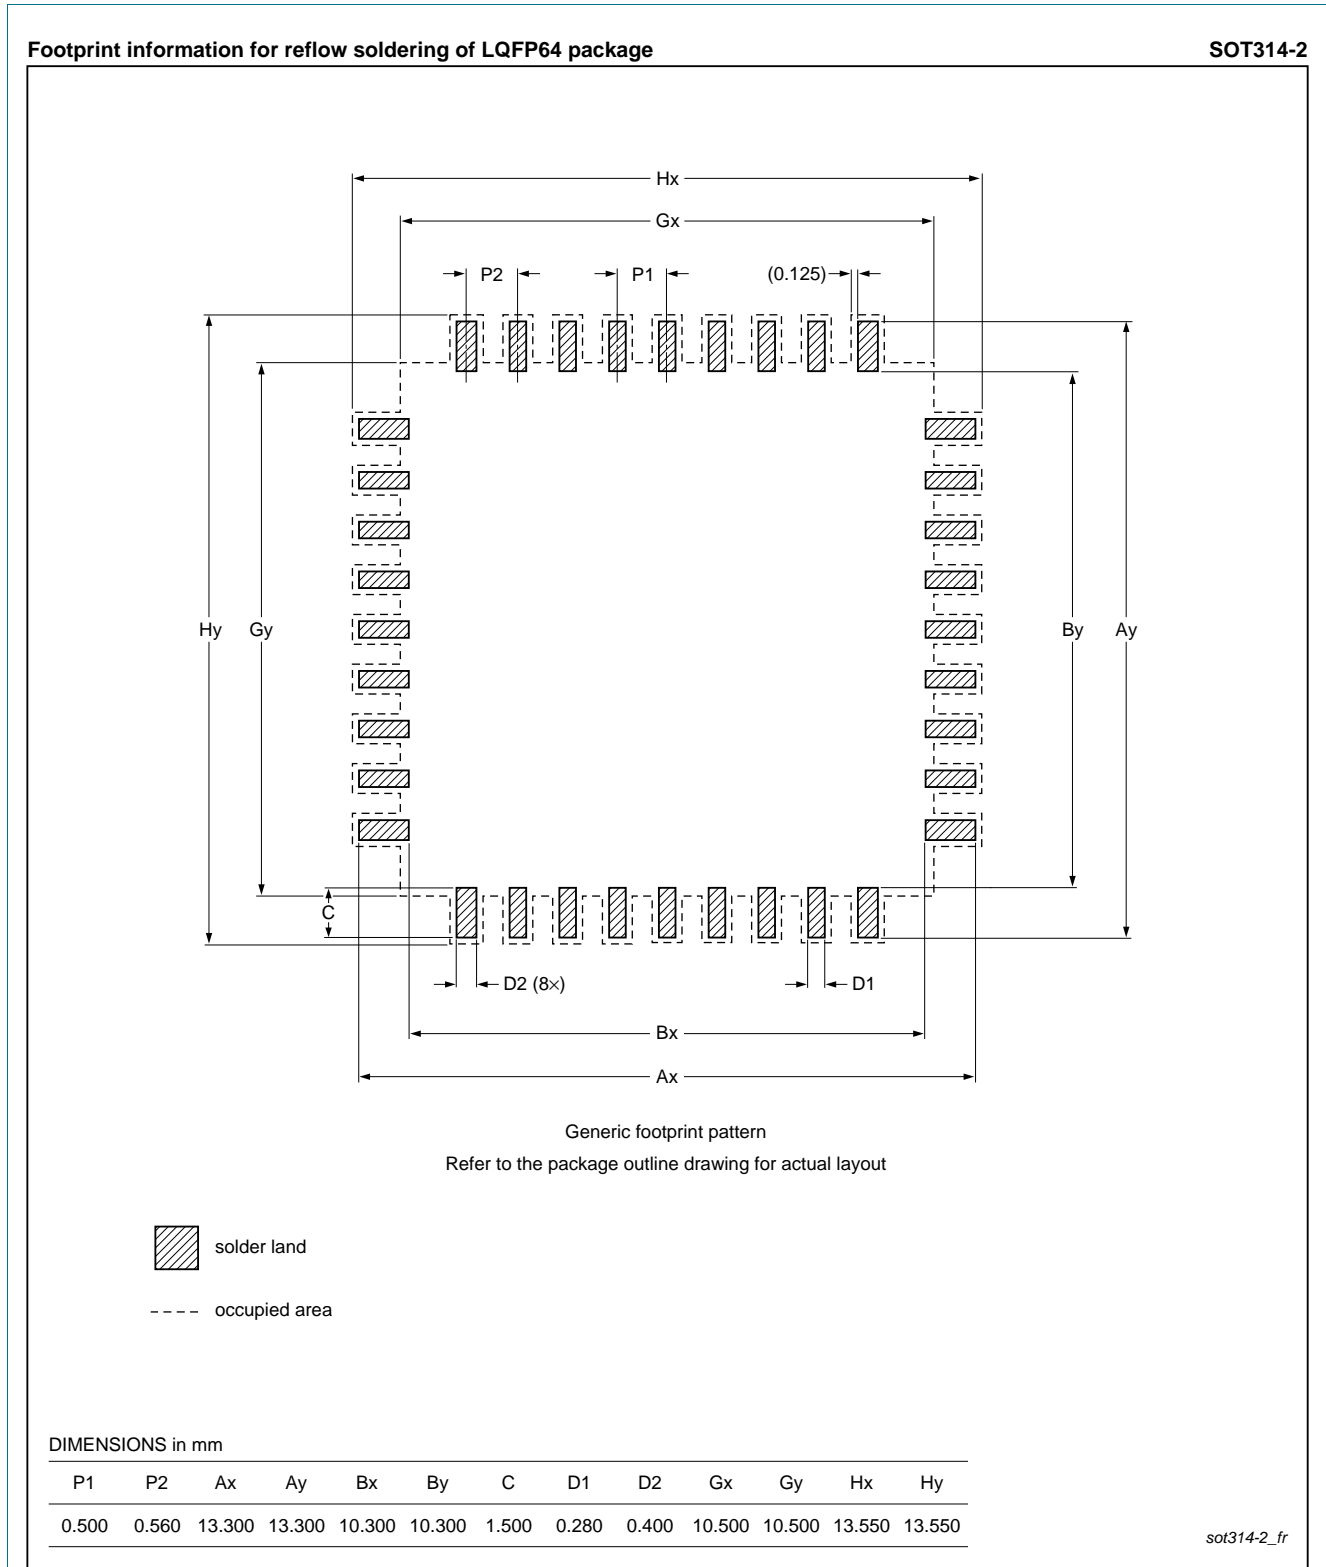 Footprint information for reflow soldering of LQFP64 package SOT314-2
Hx
Gx
P2 P1 (0.125)
Hy Gy By Ay
C
D2 (8×) D1
Bx
Ax
Generic footprint pattern
Refer to the package outline drawing for actual layout
solder land
occupied area
DIMENSIONS in mm
P1 P2 Ax Ay Bx By C D1 D2 Gx Gy Hx Hy
0.500 0.560 13.300 13.300 10.300 10.300 1.500 0.280 0.400 10.500 10.500 13.550 13.550
sot314-2_fr